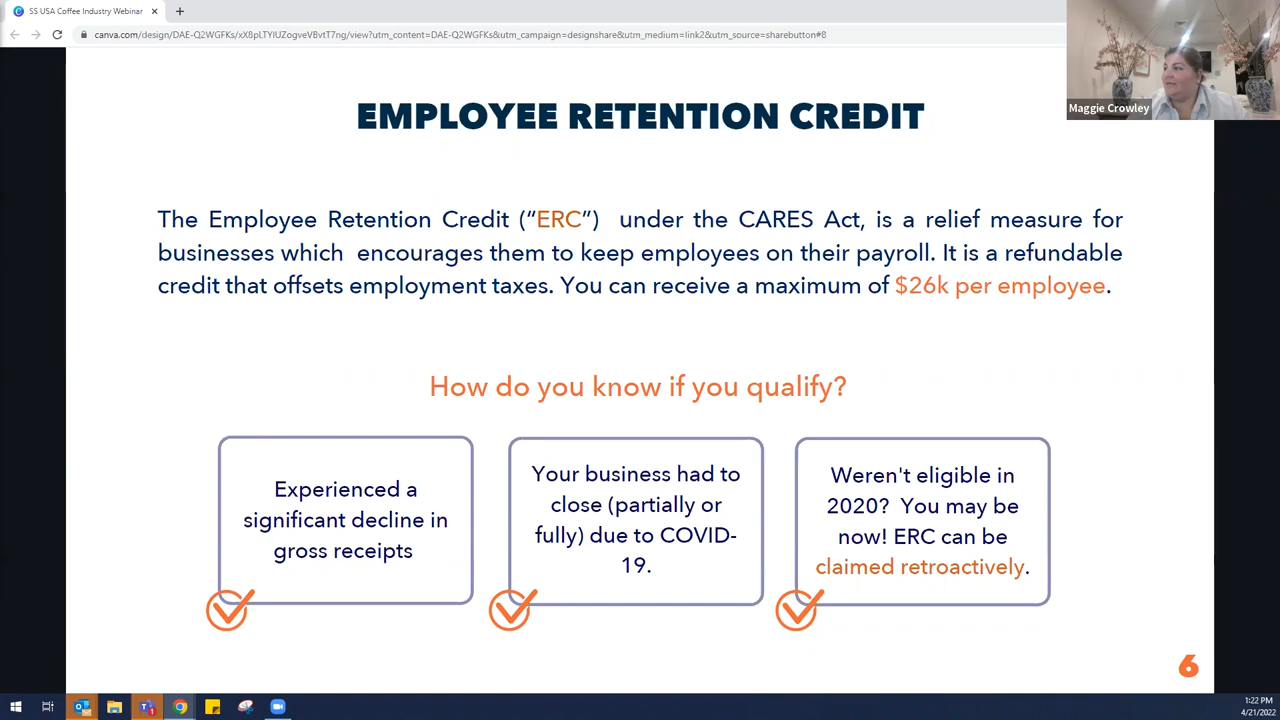 SS USA Coffee Industry Webinar
canva.com/design/DAE-Q2WGFKs/xX8pLTYIUZogveVBvtT7ng/view?utm_content=DAE-Q2WGFKs&utm_campaign=designshare&utm_medium=link2&utm_source=sharebutton#8
Maggie Crowley
EMPLOYEE RETENTION CREDIT
The Employee Retention Credit (“ERC”) under the CARES Act, is a relief measure for
businesses which encourages them to keep employees on their payroll. It is a refundable
credit that offsets employment taxes. You can receive a maximum of $26k per employee.
How do you know if you qualify?
Experienced a
significant decline in
gross receipts
Your business had to
close (partially or
fully) due to COVID-
19.
Weren't eligible in
2020? You may be
now! ERC can be
claimed retroactively.
6
1:22 PM
4/21/2022